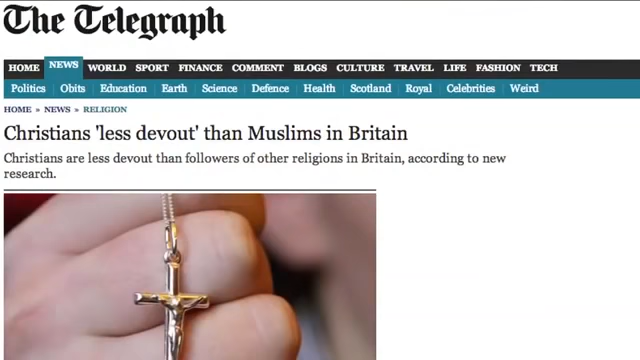 The Telegraph
HOME NEWS WORLD SPORT FINANCE COMMENT BLOGS CULTURE TRAVEL LIFE FASHION TECH
Politics Obits Education Earth Science Defence Health Scotland Royal Celebrities Weird
HOME » NEWS » RELIGION
Christians 'less devout' than Muslims in Britain
Christians are less devout than followers of other religions in Britain, according to new
research.